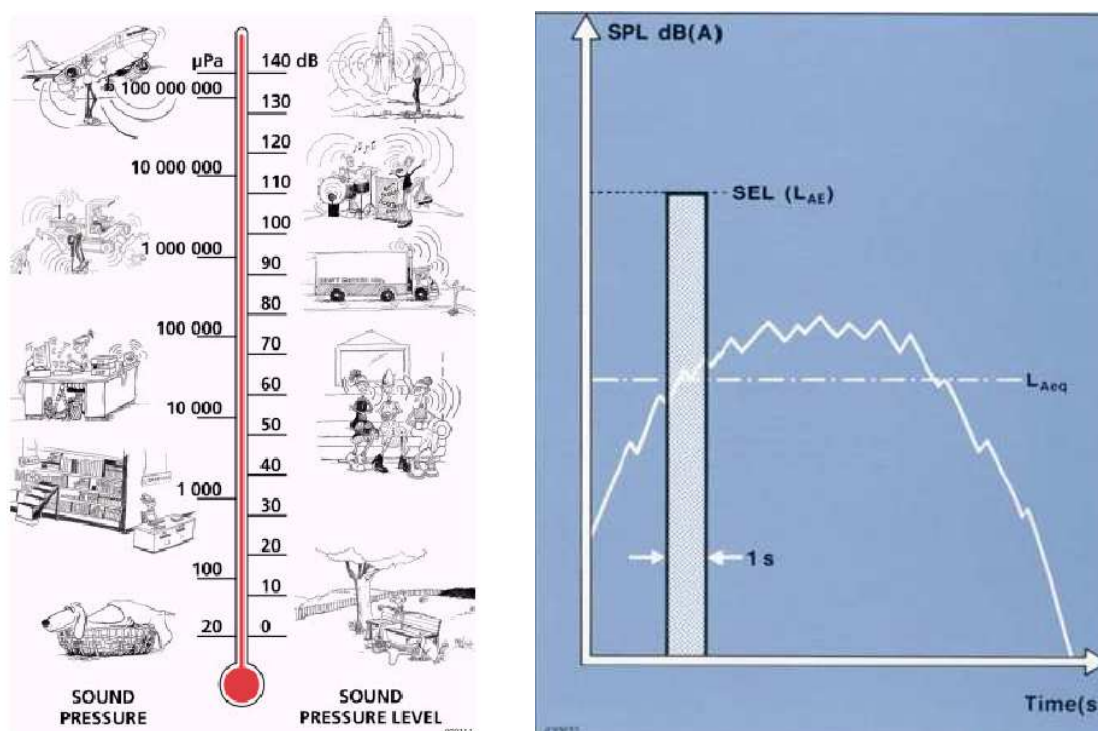 µPa
140 dB
100 000 000
130
120
10 000 000
110
100
1 000 000
90
80
100 000
70
60
10 000
50
40
1 000
30
20
100
10
20
0
SOUND
PRESSURE
SOUND
PRESSURE LEVEL
SPL dB(A)
SEL (LAE)
LAeq
1 s
Time(s